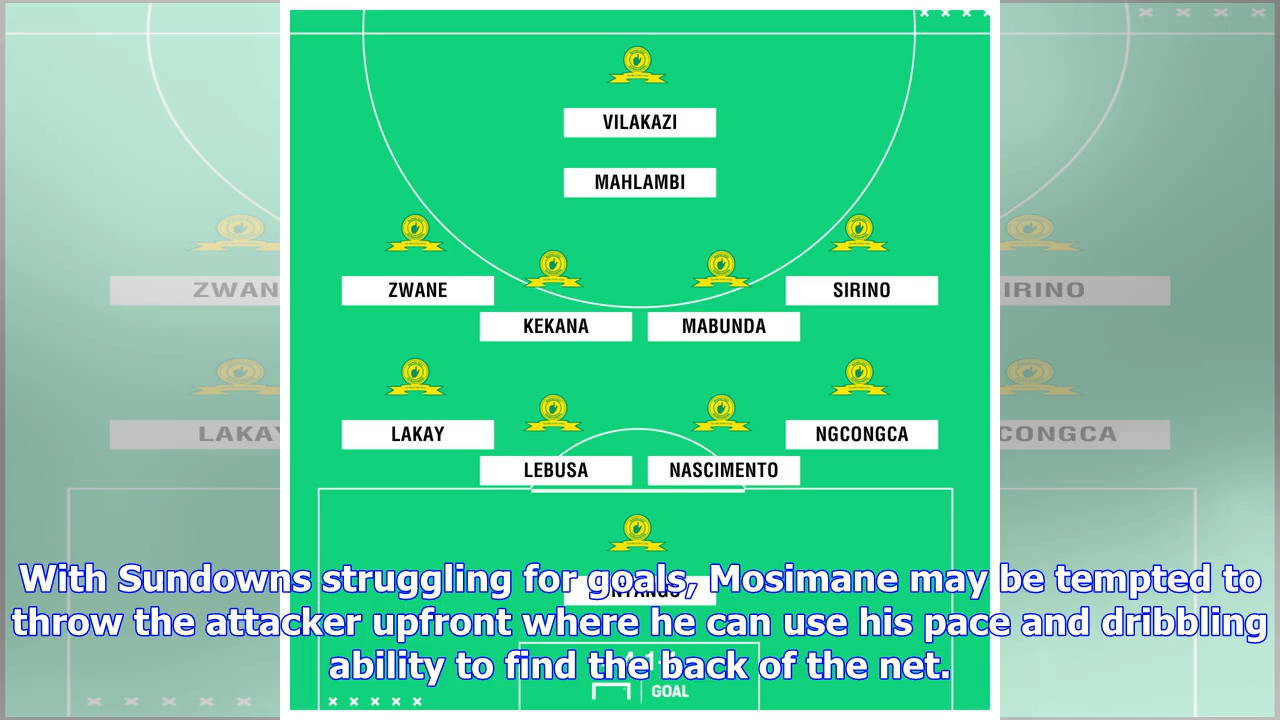 VILAKAZI
MAHLAMBI
ZWANE
SIRINO
KEKANA
MABUNDA
LAKAY
NGCONGCA
LEBUSA
NASCIMENTO
With Sundowns struggling for goals, Mosimane may be tempted to
throw the attacker upfront where he can use his pace and dribbling
ability to find the back of the net.
GOAL